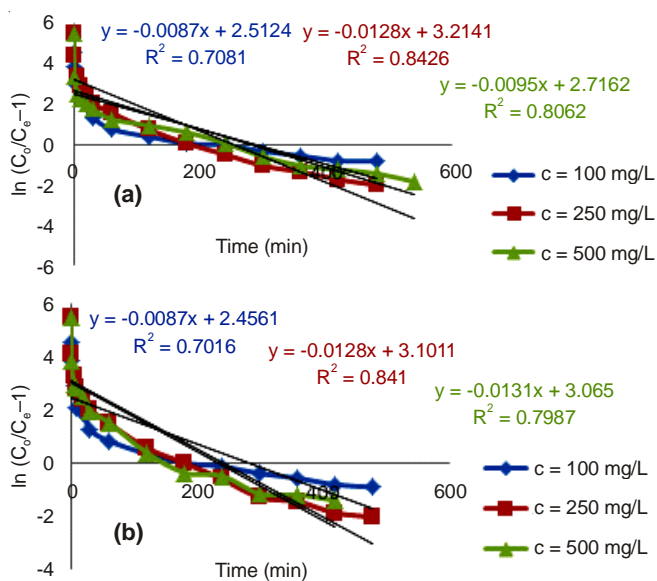 y = -0.0087x + 2.5124
R² = 0.7081
y = -0.0128x + 3.2141
R² = 0.8426
y = -0.0095x + 2.7162
R² = 0.8062
6
4
2
0
-2
-4
-6
ln (Cₒ/Cₑ–1)
0 200 400 600
(a)
Time (min)
c = 100 mg/L
c = 250 mg/L
c = 500 mg/L
y = -0.0087x + 2.4561
R² = 0.7016
y = -0.0128x + 3.1011
R² = 0.841
y = -0.0131x + 3.065
R² = 0.7987
6
4
2
0
-2
-4
ln (Cₒ/Cₑ–1)
0 200 400 600
(b)
Time (min)
c = 100 mg/L
c = 250 mg/L
c = 500 mg/L